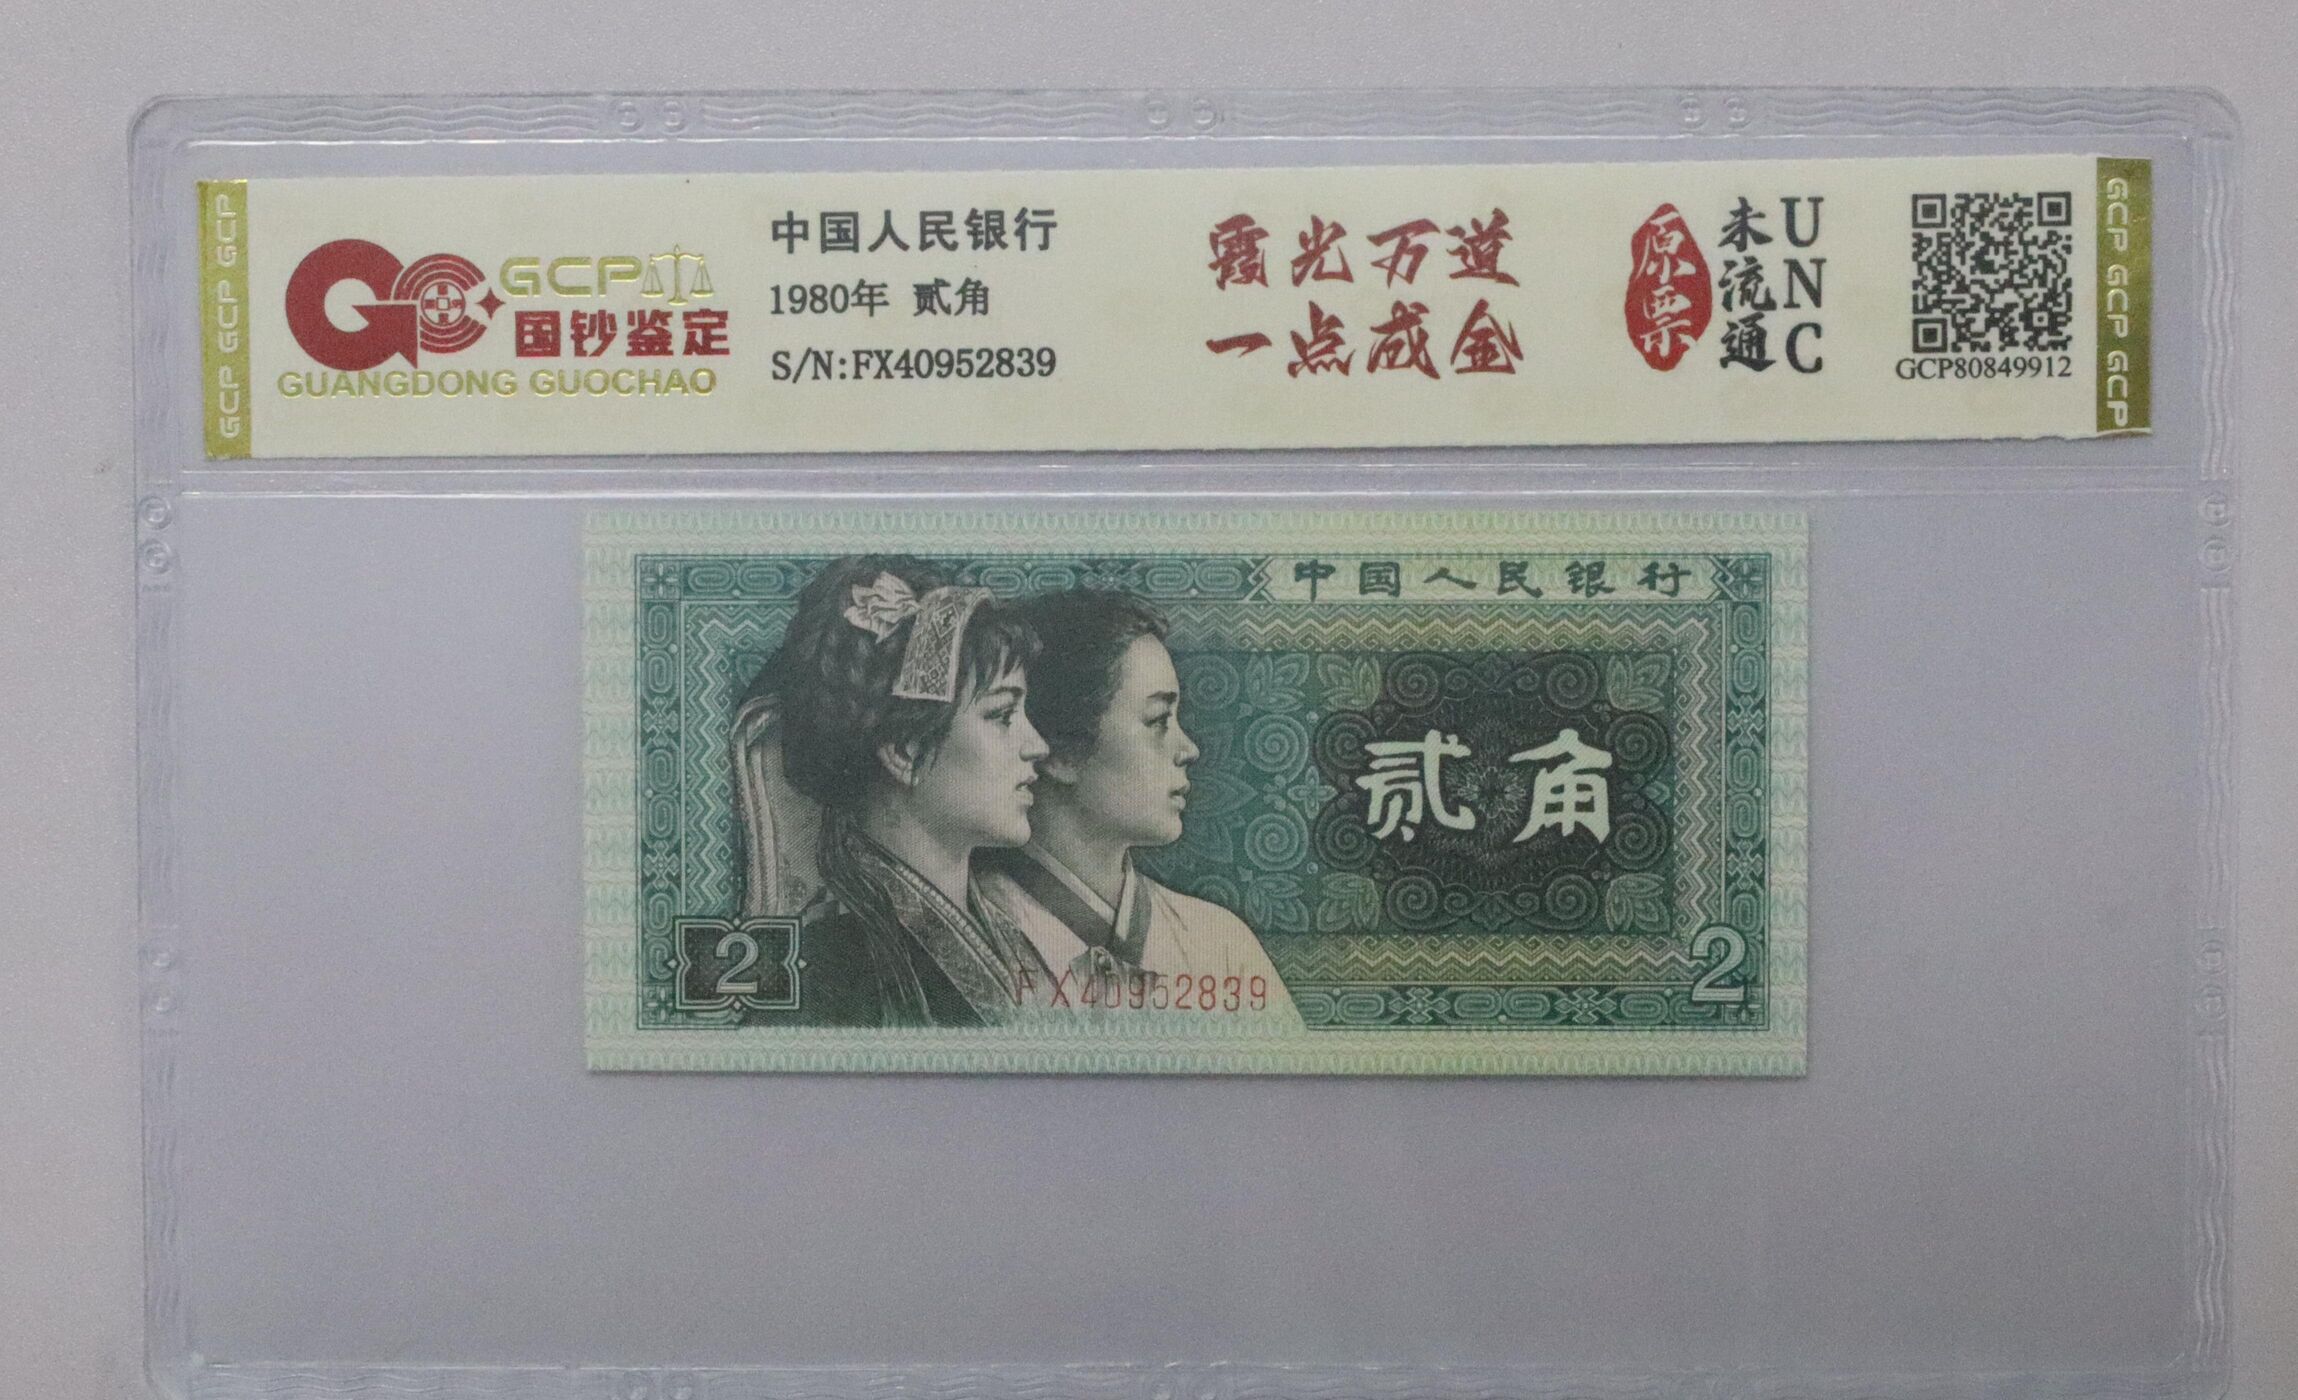 GCP GCP GCP
GCP
国钞鉴定
GUANGDONG GUOCHAO
中国人民银行
1980年 贰角
S/N:FX40952839
霞光万道
一点成金
原票
未流通
UNC
GCP80849912
GCP GCP GCP
中国人民银行
贰角
2
FX40952839
2